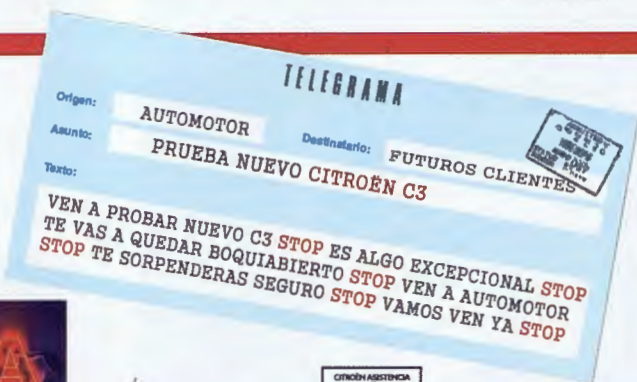 TELEGRAMA
Origen: AUTOMOTOR Destinatario: FUTUROS CLIENTES
Asunto: PRUEBA NUEVO CITROËN C3
Texto:
VEN A PROBAR NUEVO C3 STOP ES ALGO EXCEPCIONAL STOP
TE VAS A QUEDAR BOQUIABIERTO STOP VEN A AUTOMOTOR
STOP TE SORPENDERAS SEGURO STOP VAMOS VEN YA STOP
CITROËN ASISTENCIA